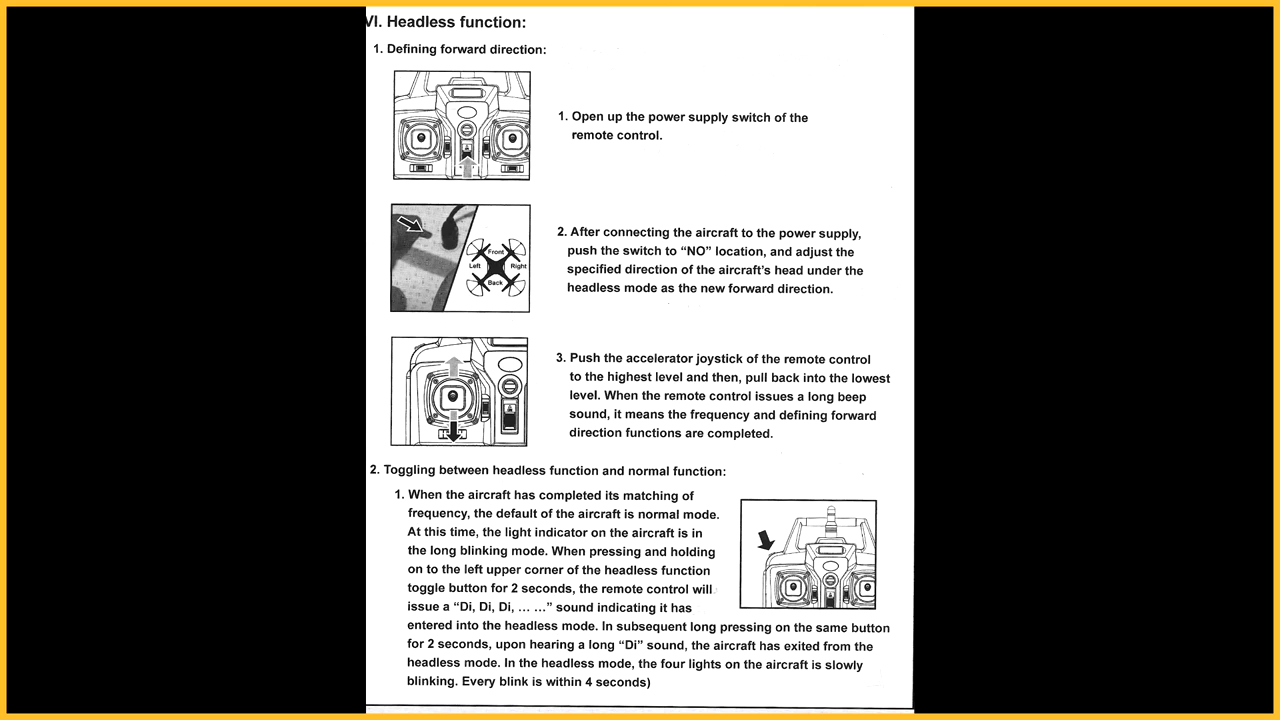 VI. Headless function:
1. Defining forward direction:
1. Open up the power supply switch of the
remote control.
Front
Left
Right
Back
2. After connecting the aircraft to the power supply,
push the switch to “NO” location, and adjust the
specified direction of the aircraft’s head under the
headless mode as the new forward direction.
3. Push the accelerator joystick of the remote control
to the highest level and then, pull back into the lowest
level. When the remote control issues a long beep
sound, it means the frequency and defining forward
direction functions are completed.
2. Toggling between headless function and normal function:
1. When the aircraft has completed its matching of
frequency, the default of the aircraft is normal mode.
At this time, the light indicator on the aircraft is in
the long blinking mode. When pressing and holding
on to the left upper corner of the headless function
toggle button for 2 seconds, the remote control will
issue a “Di, Di, Di, ... ...” sound indicating it has
entered into the headless mode. In subsequent long pressing on the same button
for 2 seconds, upon hearing a long “Di” sound, the aircraft has exited from the
headless mode. In the headless mode, the four lights on the aircraft is slowly
blinking. Every blink is within 4 seconds)